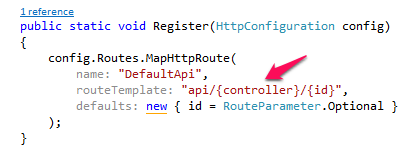 1 reference
public static void Register(HttpConfiguration config)
{
config.Routes.MapHttpRoute(
name: "DefaultApi",
routeTemplate: "api/{controller}/{id}",
defaults: new { id = RouteParameter.Optional }
);
}